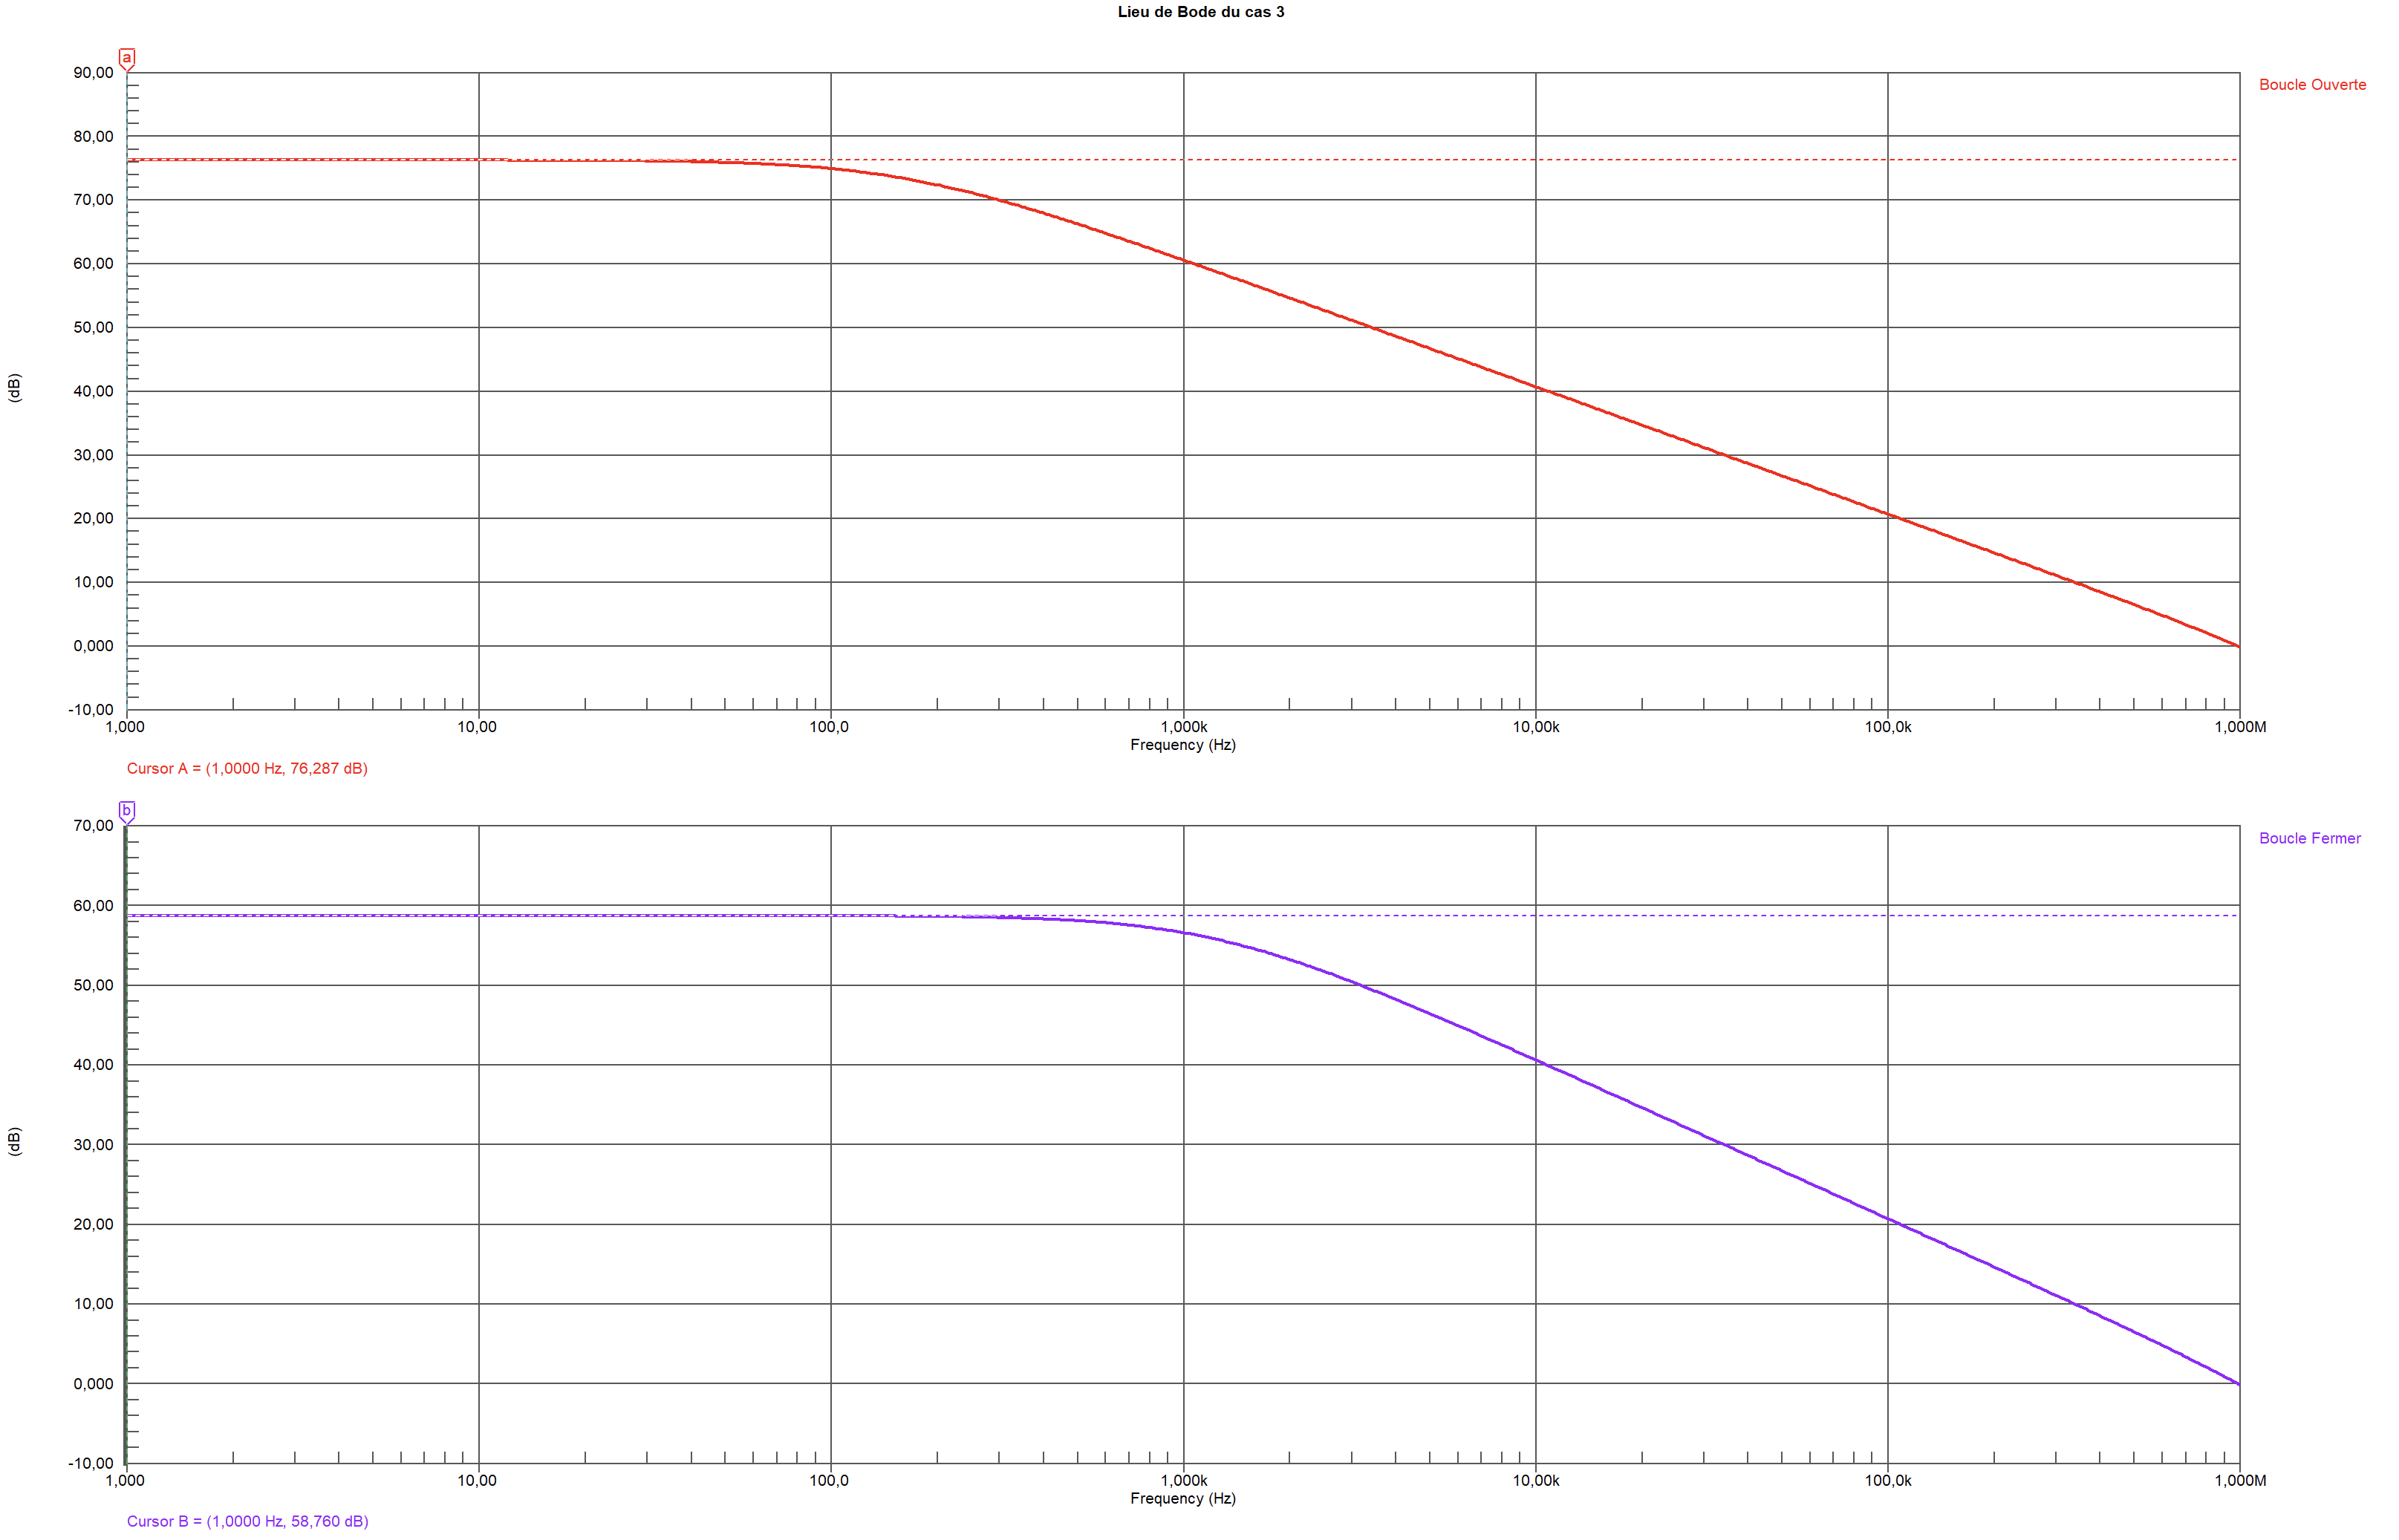 Lieu de Bode du cas 3
a
90,00
Boucle Ouverte
80,00
70,00
60,00
50,00
40,00
(dB)
30,00
20,00
10,00
0,000
-10,00
1,000 10,00 100,0 1,000k 10,00k 100,0k 1,000M
Frequency (Hz)
Cursor A = (1,0000 Hz, 76,287 dB)
b
70,00
Boucle Fermer
60,00
50,00
40,00
30,00
(dB)
20,00
10,00
0,000
-10,00
1,000 10,00 100,0 1,000k 10,00k 100,0k 1,000M
Frequency (Hz)
Cursor B = (1,0000 Hz, 58,760 dB)